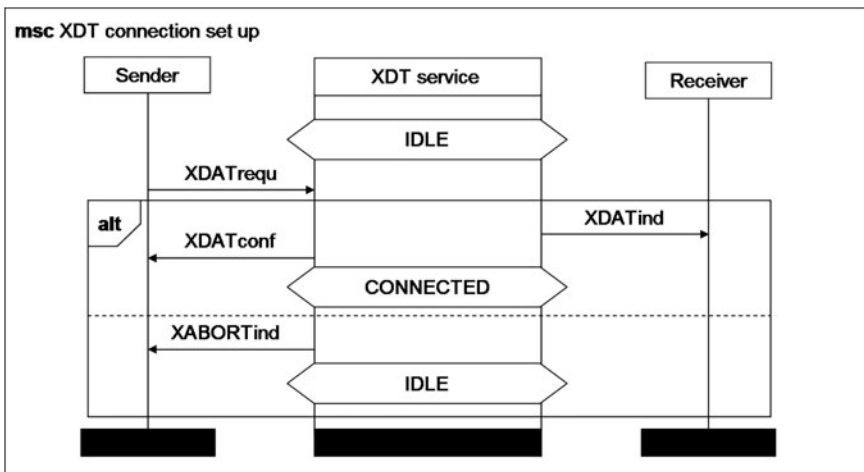 msc XDT connection set up
Sender
XDT service
Receiver
IDLE
XDATrequ
alt
XDATind
XDATconf
CONNECTED
XABORTind
IDLE